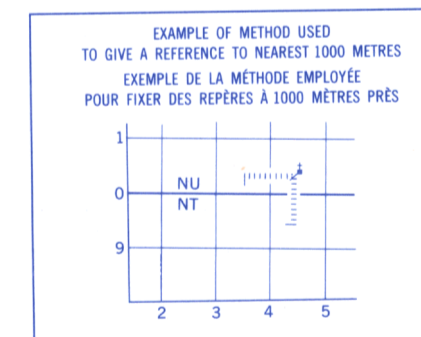 EXAMPLE OF METHOD USED
TO GIVE A REFERENCE TO NEAREST 1000 METRES
EXEMPLE DE LA MÉTHODE EMPLOYÉE
POUR FIXER DES REPÈRES À 1000 MÈTRES PRÈS
1
NU
0
NT
9
2 3 4 5